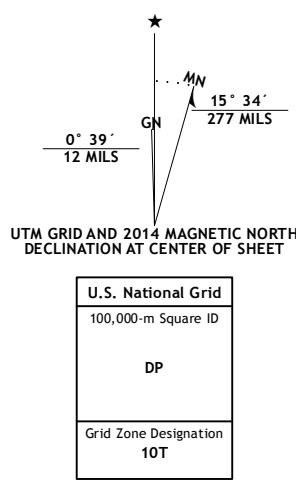 ★
MN
GN
15° 34´
277 MILS
0° 39´
12 MILS
UTM GRID AND 2014 MAGNETIC NORTH
DECLINATION AT CENTER OF SHEET
U.S. National Grid
100,000-m Square ID
DP
Grid Zone Designation
10T